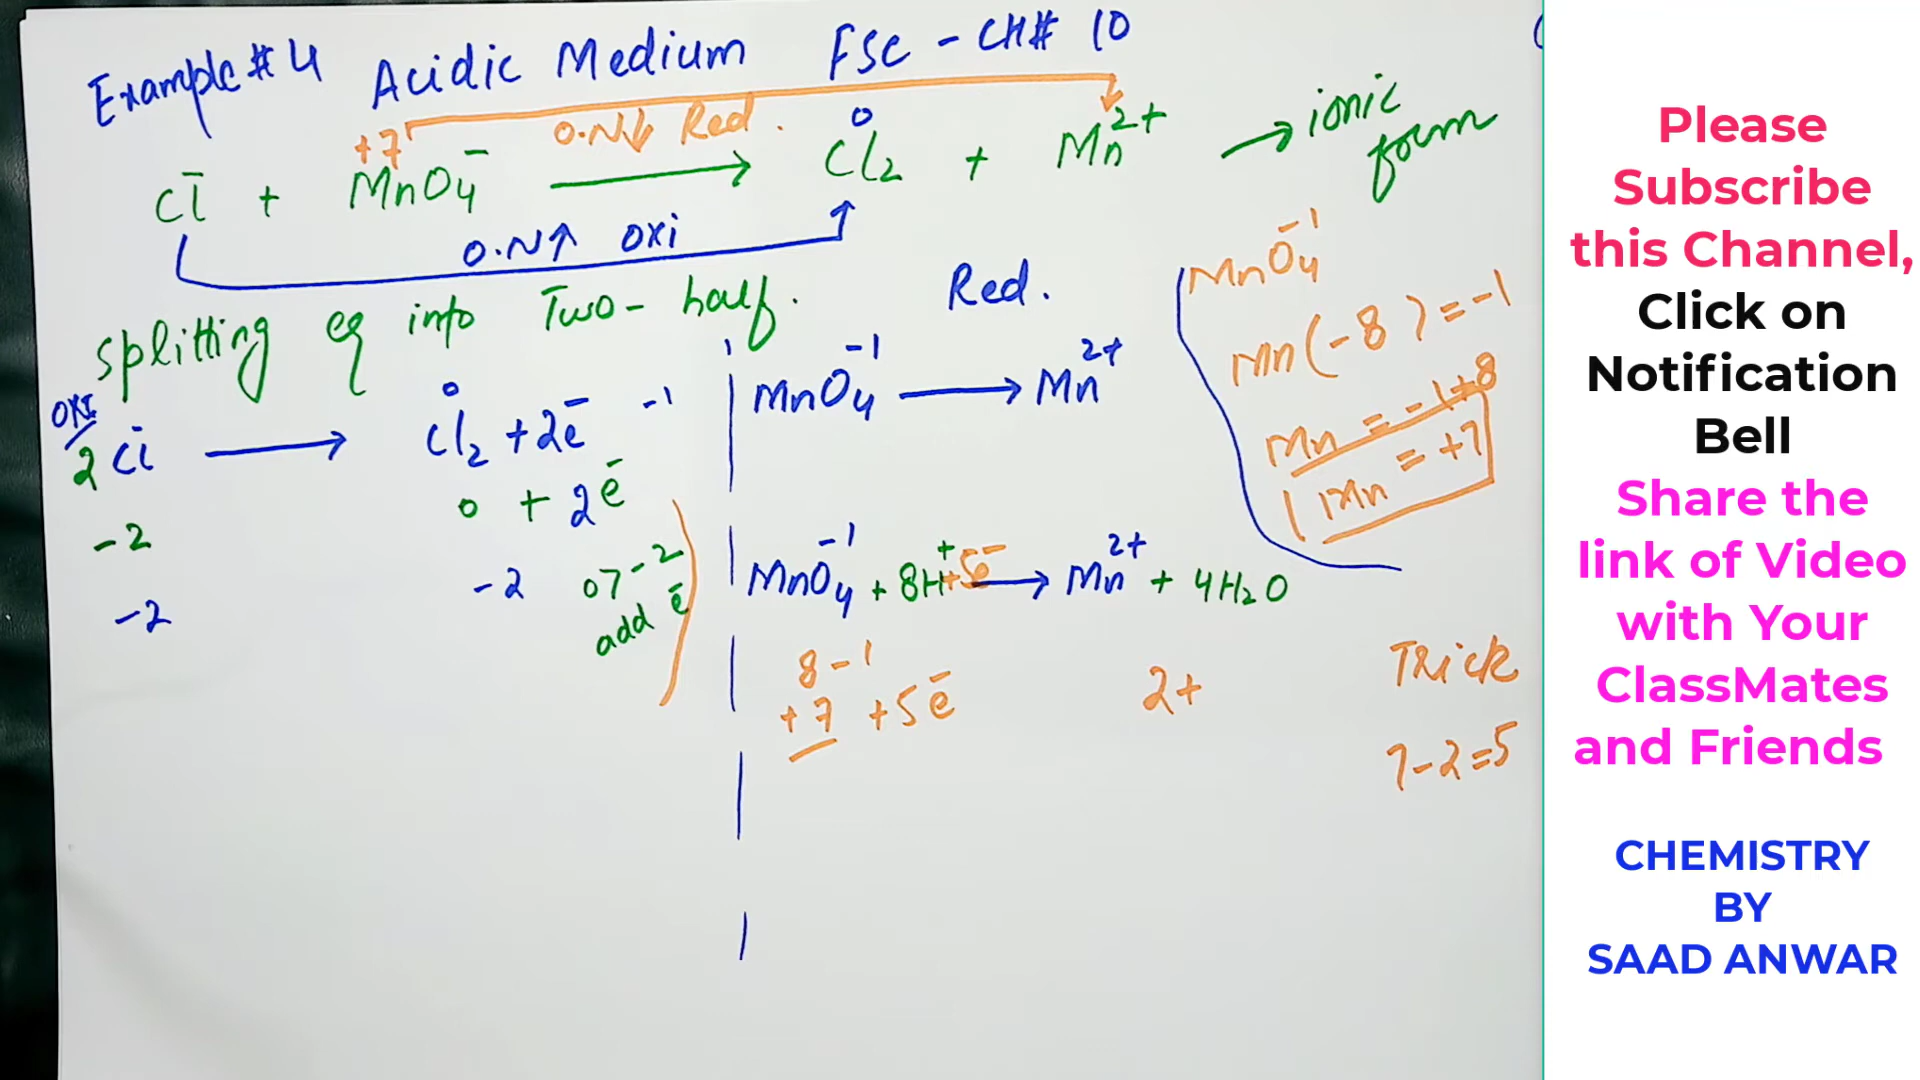 Example # 4 Acidic Medium FSC - CH# 10
+7 O.N↓ Red. 0
Cl⁻ + MnO₄⁻ ⟶ Cl₂ + Mn²⁺ → ionic form
O.N↑ oxi
splitting eq into Two-half.
Red.
OXI
2Cl⁻ ⟶ Cl₂⁰ + 2e⁻ -1
-2 0 + 2e⁻
-2 -2 07-2
add e⁻
MnO₄⁻¹ ⟶ Mn²⁺
MnO₄⁻¹ + 8H⁺ + 5e⁻ ⟶ Mn²⁺ + 4H₂O
8-1
+7 + 5e⁻ 2+
MnO₄⁻¹
Mn(-8) = -1
Mn = -1+8
Mn = +7
Trick
7-2=5
Please
Subscribe
this Channel,
Click on
Notification
Bell
Share the
link of Video
with Your
ClassMates
and Friends
CHEMISTRY
BY
SAAD ANWAR